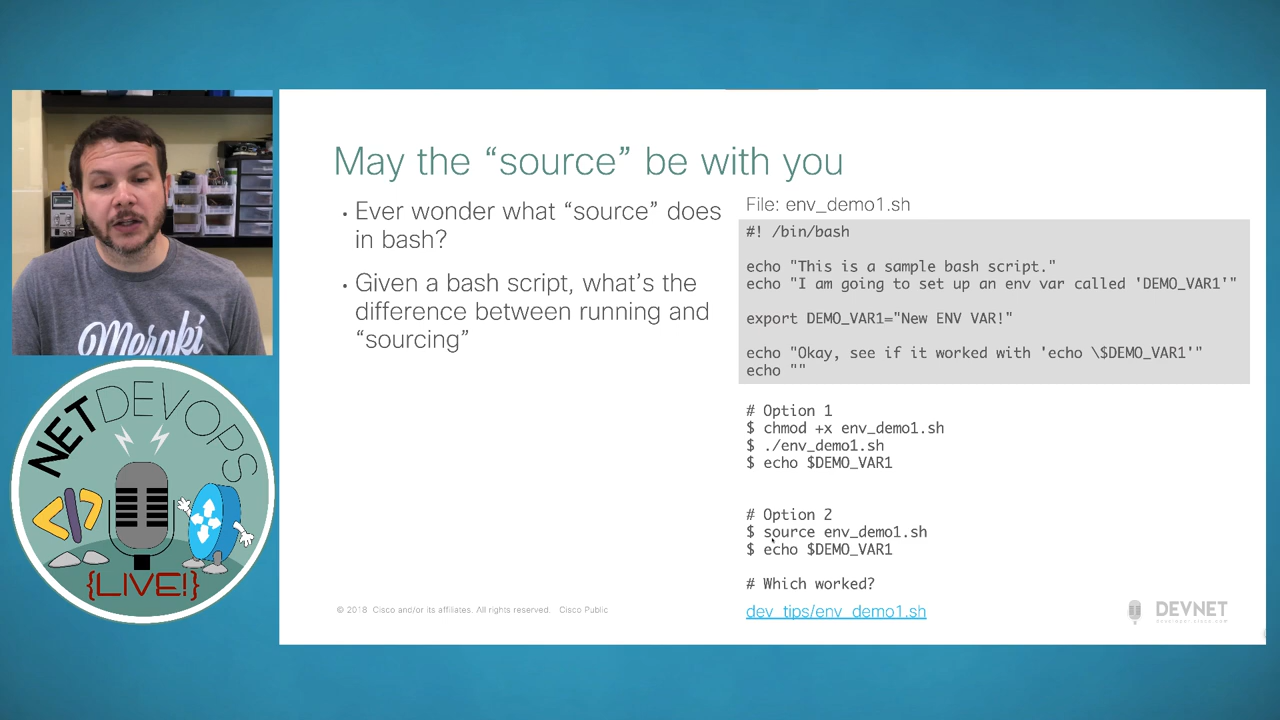 May the “source” be with you
• Ever wonder what “source” does
in bash?
• Given a bash script, what’s the
difference between running and
“sourcing”
File: env_demo1.sh
#! /bin/bash
echo "This is a sample bash script."
echo "I am going to set up an env var called 'DEMO_VAR1'"
export DEMO_VAR1="New ENV VAR!"
echo "Okay, see if it worked with 'echo \$DEMO_VAR1'"
echo ""
# Option 1
$ chmod +x env_demo1.sh
$ ./env_demo1.sh
$ echo $DEMO_VAR1
# Option 2
$ source env_demo1.sh
$ echo $DEMO_VAR1
# Which worked?
dev_tips/env_demo1.sh
© 2018 Cisco and/or its affiliates. All rights reserved. Cisco Public
DEVNET
developer.cisco.com
Meraki
NETDEVOPS
</>
{LIVE!}